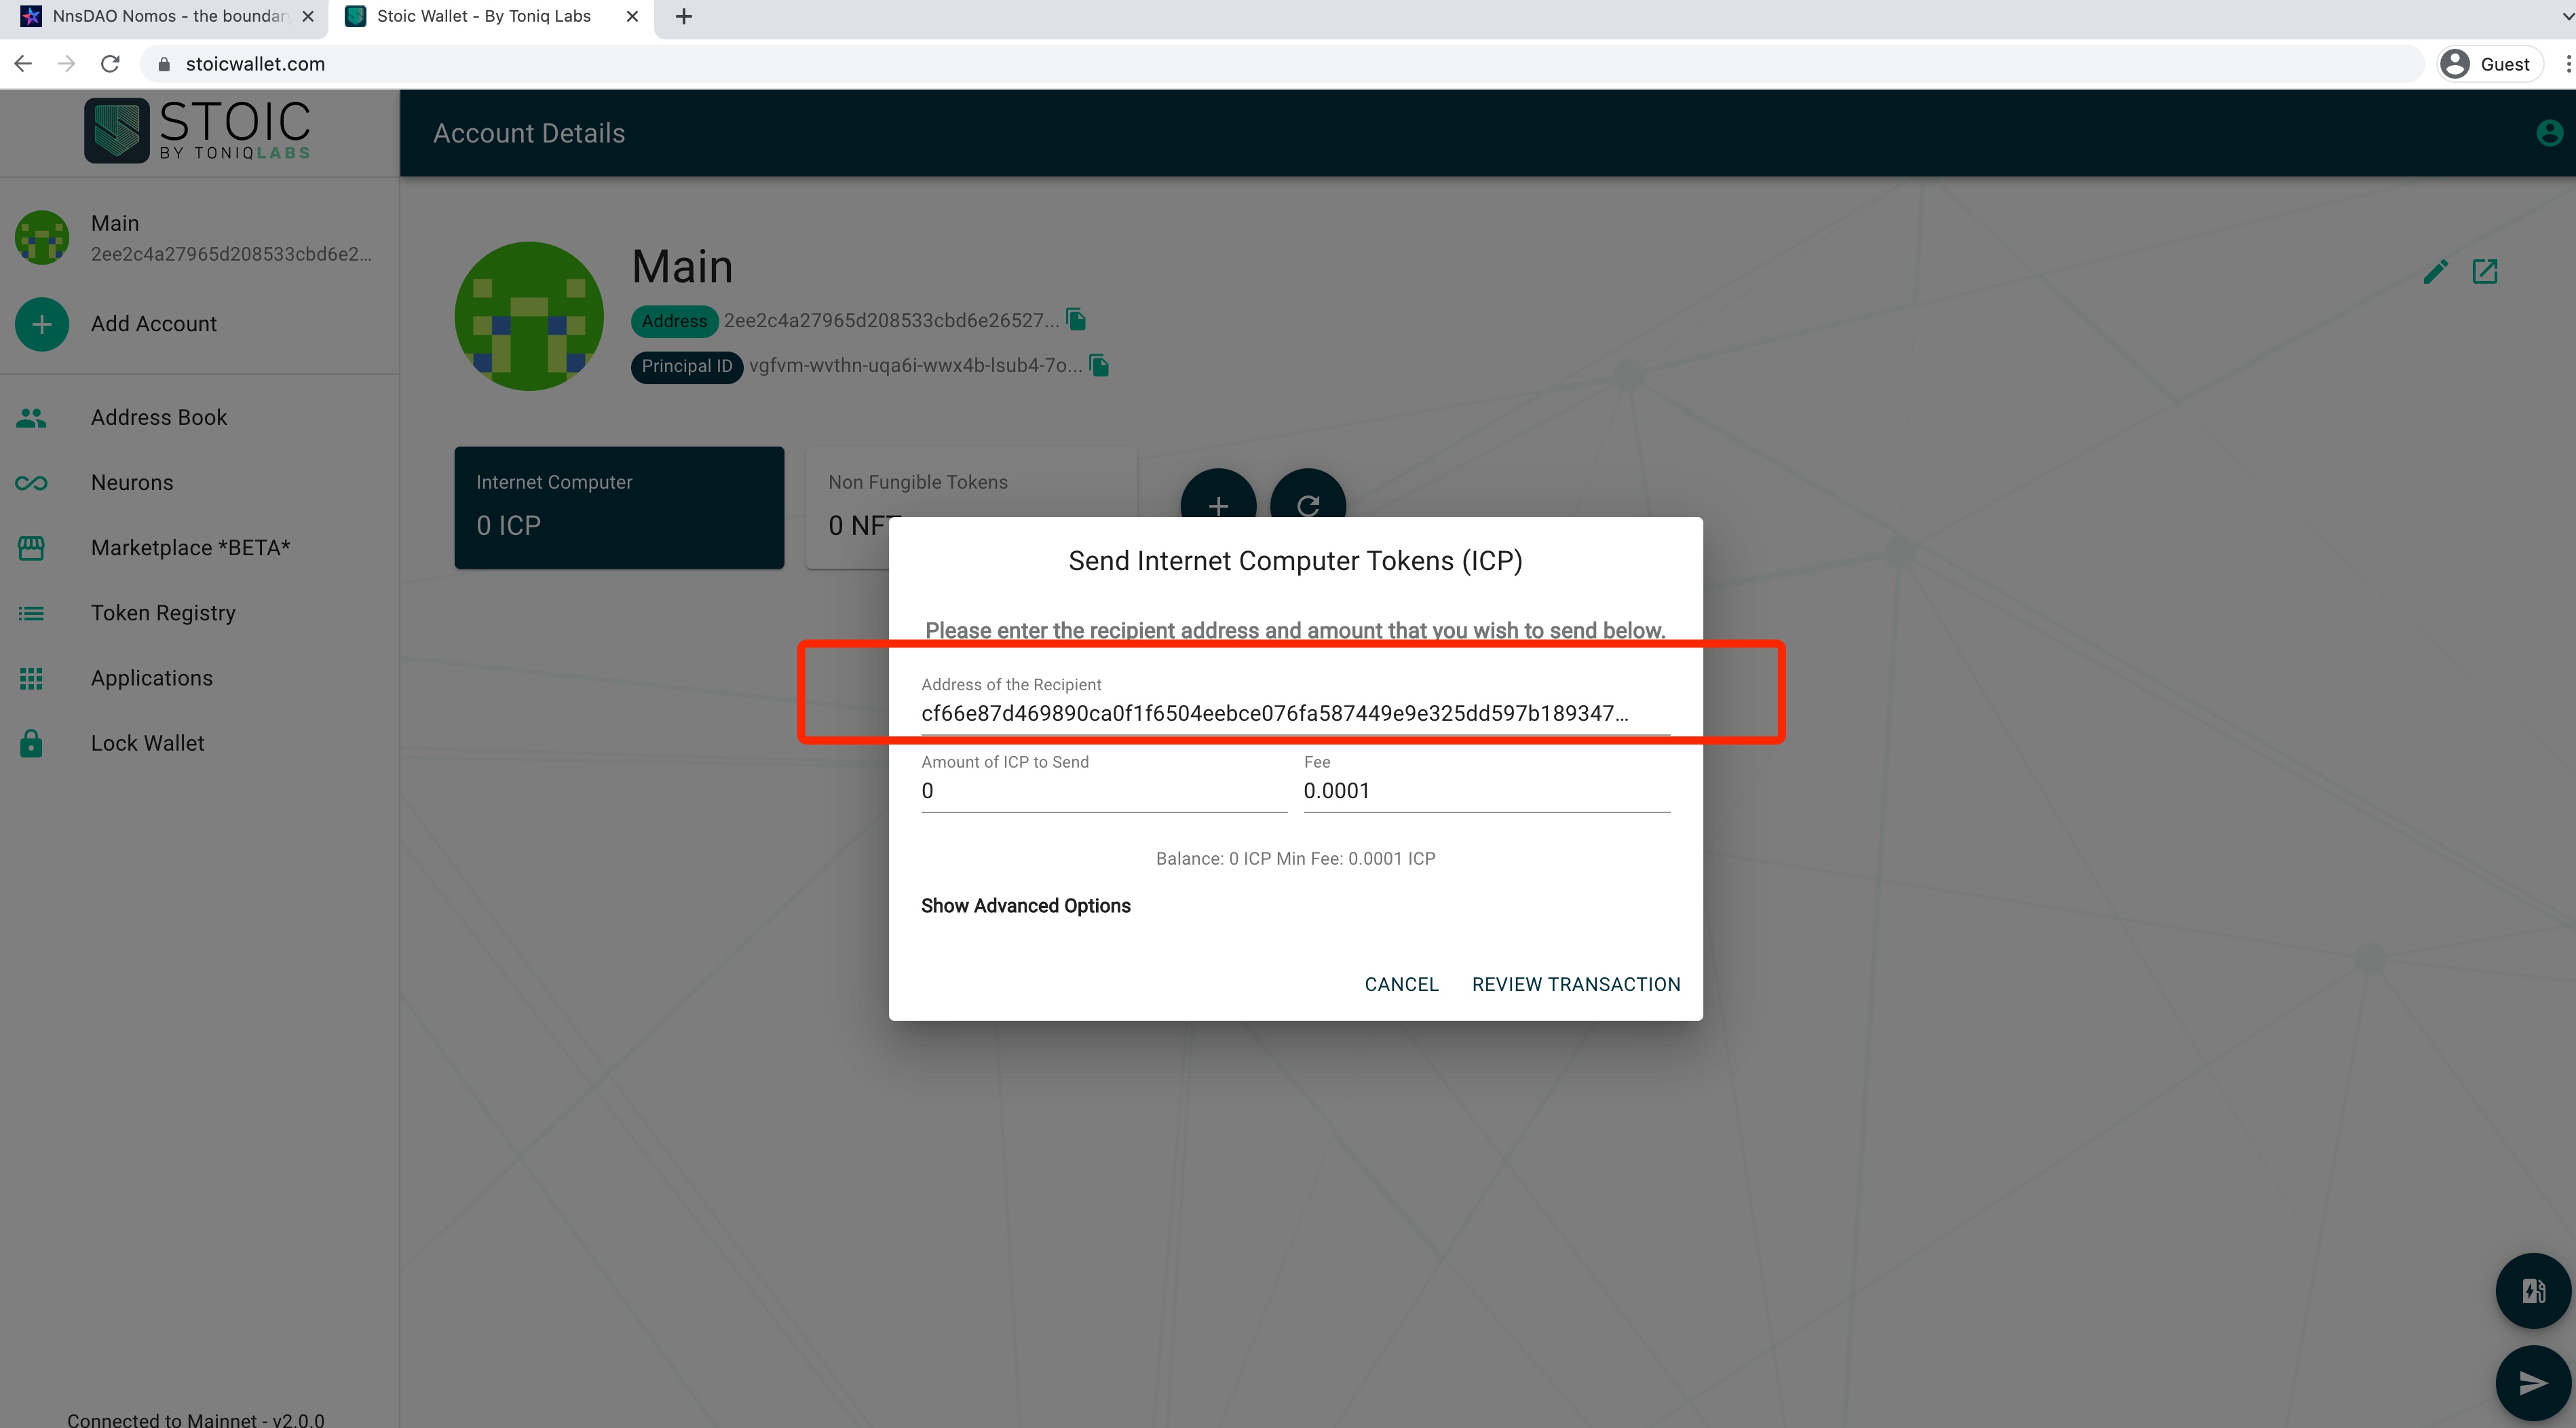 NnsDAO Nomos - the boundar
Stoic Wallet - By Toniq Labs
stoicwallet.com
Guest
STOIC
BY TONIQLABS
Account Details
Main
2ee2c4a27965d208533cbd6e2...
Add Account
Address Book
Neurons
Marketplace *BETA*
Token Registry
Applications
Lock Wallet
Connected to Mainnet - v2.0.0
Main
Address 2ee2c4a27965d208533cbd6e26527...
Principal ID vgfvm-wvthn-uqa6i-wwx4b-lsub4-7o...
Internet Computer
0 ICP
Non Fungible Tokens
0 NFT
Send Internet Computer Tokens (ICP)
Please enter the recipient address and amount that you wish to send below.
Address of the Recipient
cf66e87d469890ca0f1f6504eebce076fa587449e9e325dd597b189347...
Amount of ICP to Send
0
Fee
0.0001
Balance: 0 ICP Min Fee: 0.0001 ICP
Show Advanced Options
CANCEL
REVIEW TRANSACTION